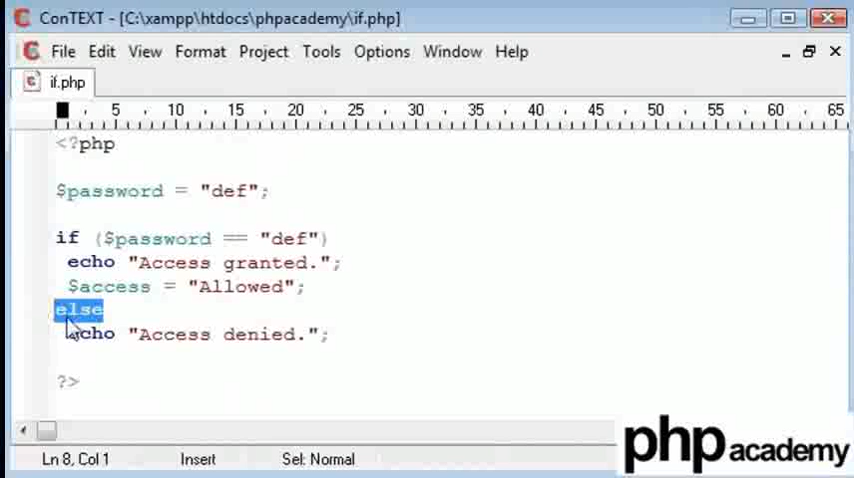 ConTEXT - [C:\xampp\htdocs\phpacademy\if.php]
File Edit View Format Project Tools Options Window Help
if.php
5 10 15 20 25 30 35 40 45 50 55 60 65
<?php
$password = "def";
if ($password == "def")
echo "Access granted.";
$access = "Allowed";
else
echo "Access denied.";
?>
Ln 8, Col 1 Insert Sel: Normal
php academy